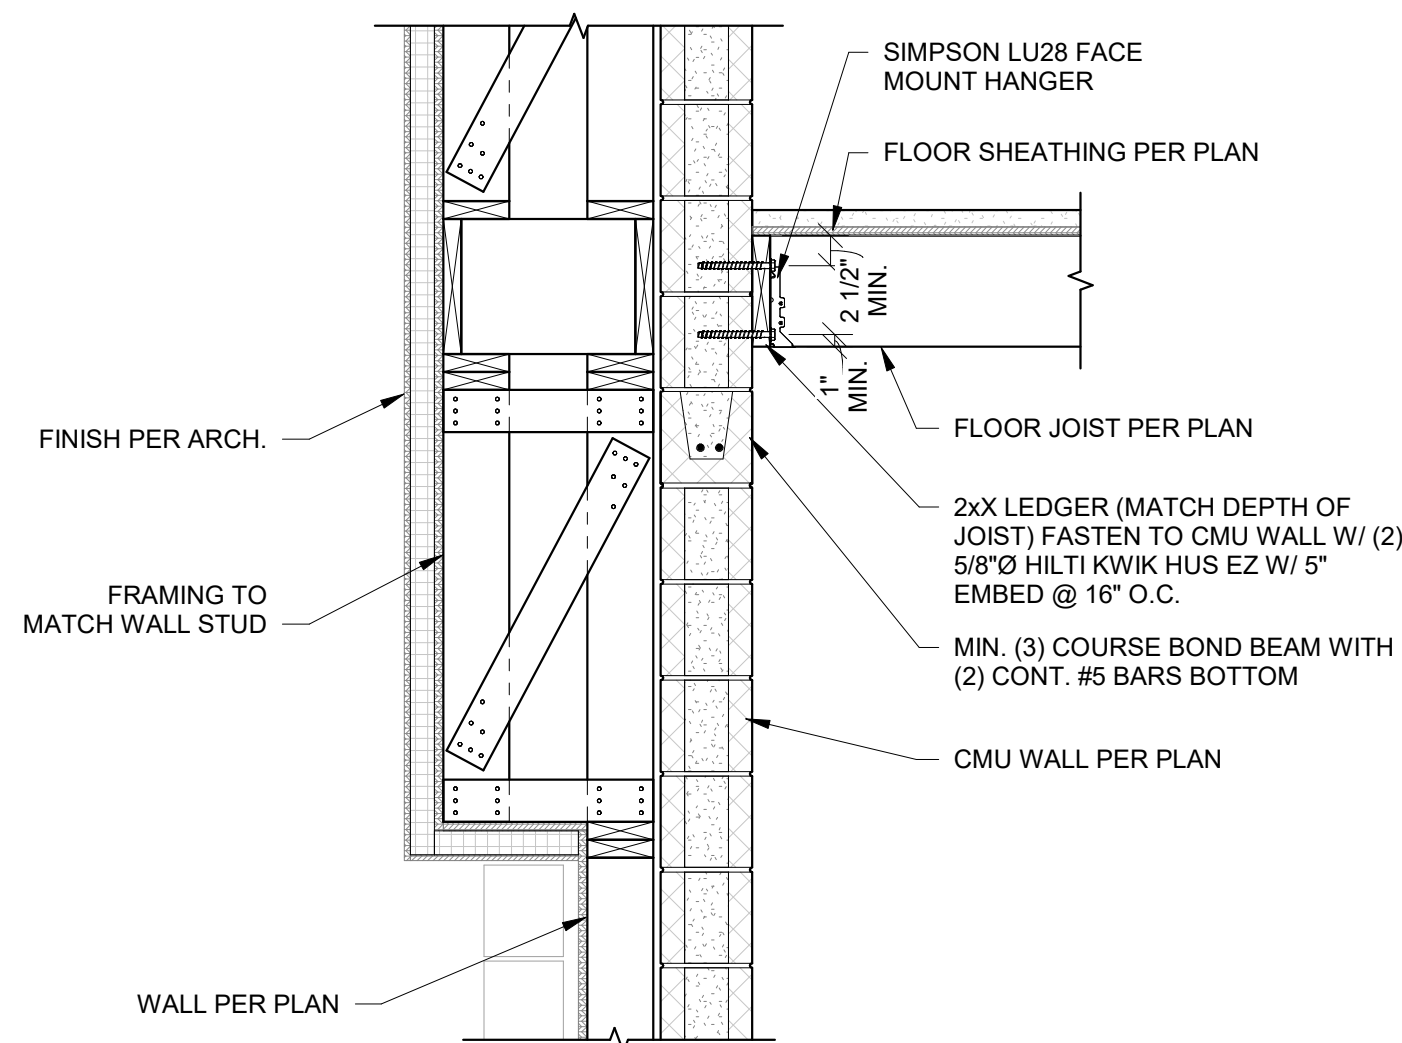 SIMPSON LU28 FACE
MOUNT HANGER
FLOOR SHEATHING PER PLAN
2 1/2"
MIN.
1"
MIN.
FLOOR JOIST PER PLAN
FINISH PER ARCH.
2xX LEDGER (MATCH DEPTH OF
JOIST) FASTEN TO CMU WALL W/ (2)
5/8"Ø HILTI KWIK HUS EZ W/ 5"
EMBED @ 16" O.C.
FRAMING TO
MATCH WALL STUD
MIN. (3) COURSE BOND BEAM WITH
(2) CONT. #5 BARS BOTTOM
CMU WALL PER PLAN
WALL PER PLAN